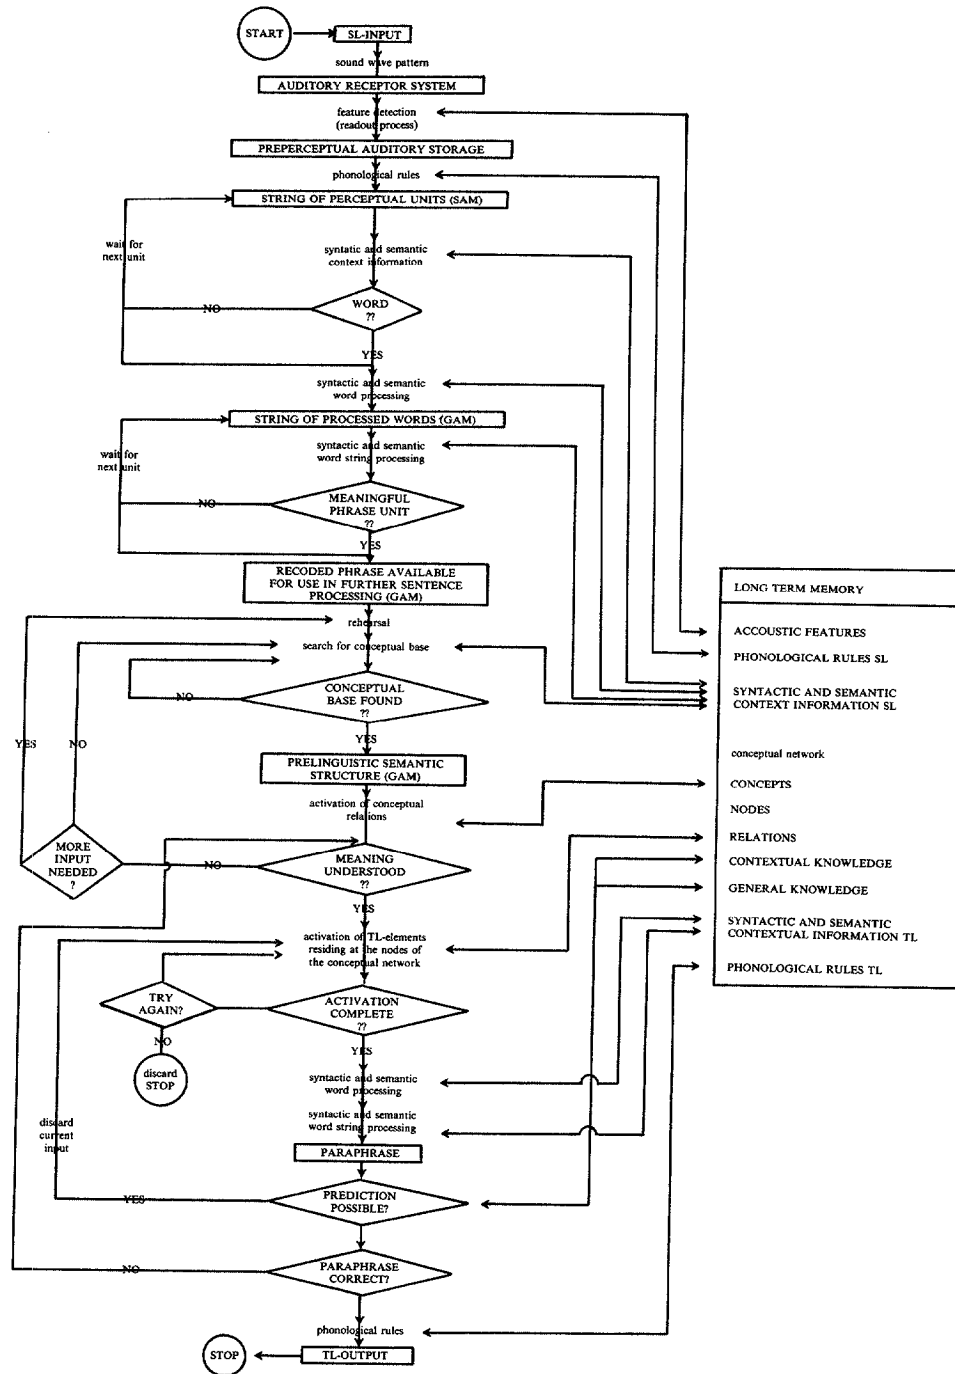 START
SL-INPUT
sound wave pattern
AUDITORY RECEPTOR SYSTEM
feature detection
(readout process)
PREPERCEPTUAL AUDITORY STORAGE
phonological rules
STRING OF PERCEPTUAL UNITS (SAM)
wait for
next unit
syntatic and semantic
context information
WORD
??
NO
YES
syntactic and semantic
word processing
STRING OF PROCESSED WORDS (GAM)
wait for
next unit
syntactic and semantic
word string processing
MEANINGFUL
PHRASE UNIT
??
NO
YES
RECODED PHRASE AVAILABLE
FOR USE IN FURTHER SENTENCE
PROCESSING (GAM)
rehearsal
search for conceptual base
CONCEPTUAL
BASE FOUND
??
NO
YES
YES
NO
PRELINGUISTIC SEMANTIC
STRUCTURE (GAM)
activation of conceptual
relations
MORE
INPUT
NEEDED
?
NO
MEANING
UNDERSTOOD
??
YES
activation of TL-elements
residing at the nodes of
the conceptual network
TRY
AGAIN?
NO
discard
STOP
ACTIVATION
COMPLETE
??
YES
syntactic and semantic
word processing
syntactic and semantic
word string processing
PARAPHRASE
discard
current
input
YES
PREDICTION
POSSIBLE?
NO
PARAPHRASE
CORRECT?
phonological rules
TL-OUTPUT
STOP
LONG TERM MEMORY
ACCOUSTIC FEATURES
PHONOLOGICAL RULES SL
SYNTACTIC AND SEMANTIC
CONTEXT INFORMATION SL
conceptual network
CONCEPTS
NODES
RELATIONS
CONTEXTUAL KNOWLEDGE
GENERAL KNOWLEDGE
SYNTACTIC AND SEMANTIC
CONTEXTUAL INFORMATION TL
PHONOLOGICAL RULES TL